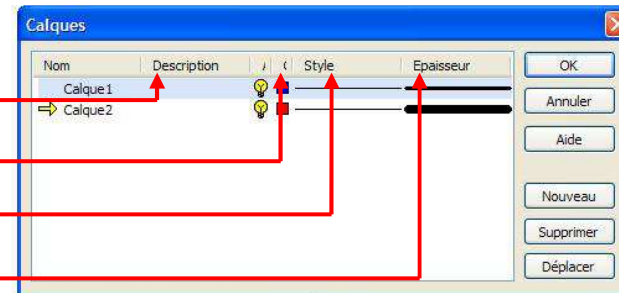 Calques
Nom Description / ( Style Epaisseur
Calque1
Calque2
OK
Annuler
Aide
Nouveau
Supprimer
Déplacer